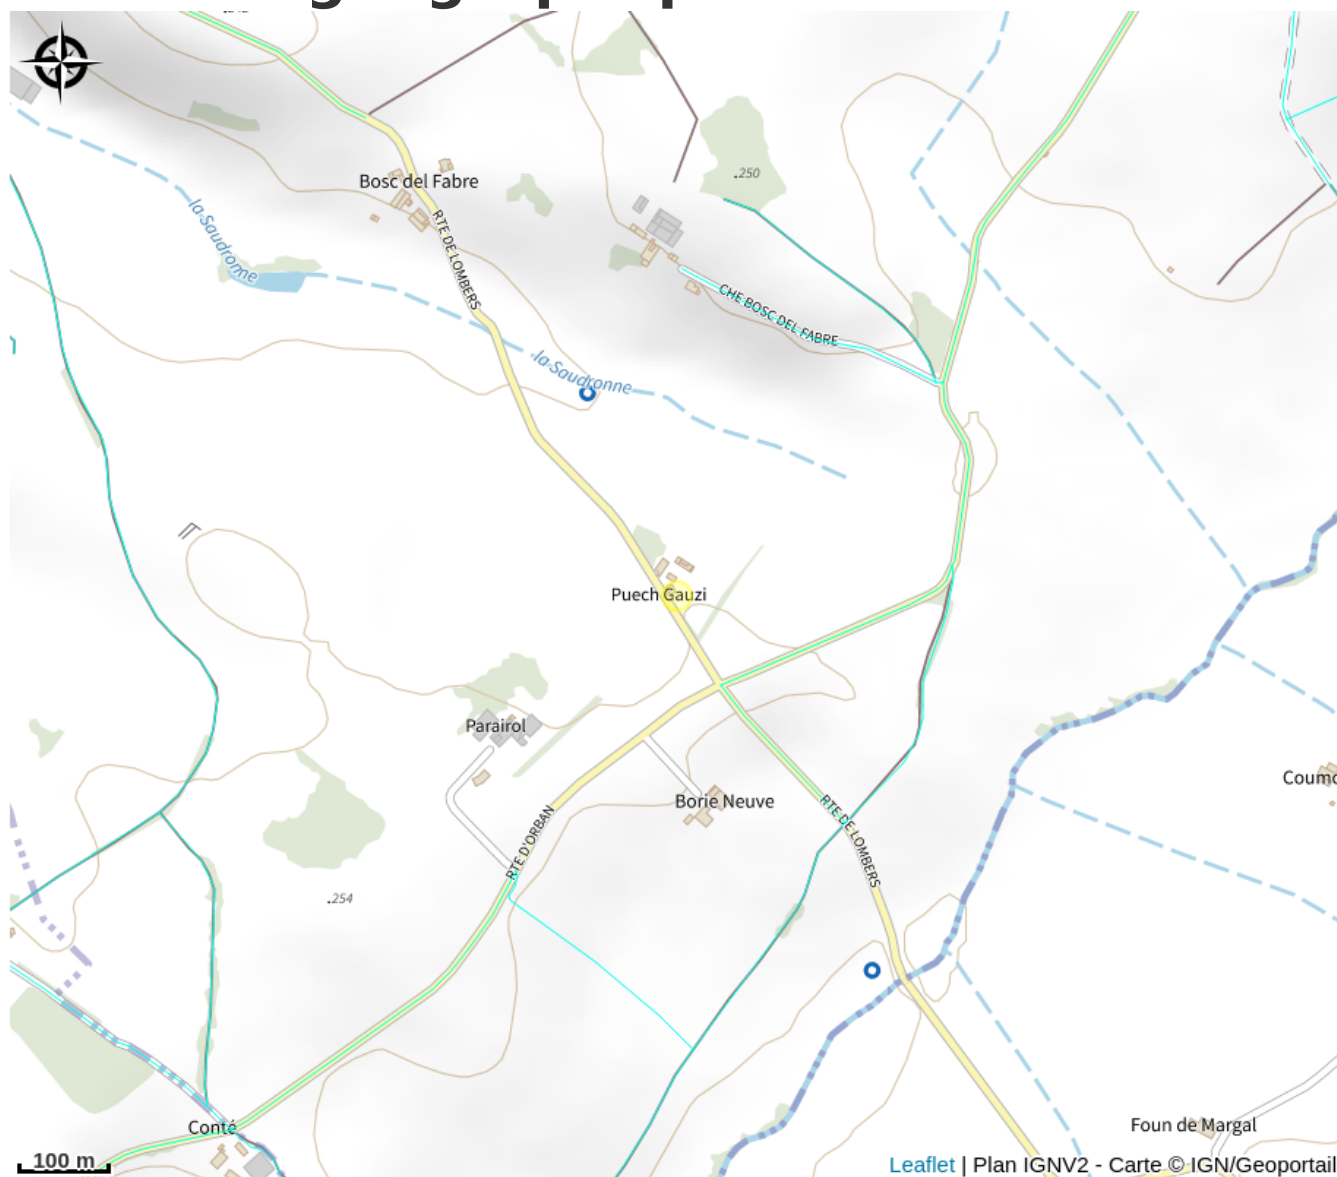 Bosc del Fabre
.250
la Saudronne
RTE DE LOMBERS
CHE BOSC DEL FABRE
la Saudronne
Puech Gauzi
Parairol
Coumo
Borie Neuve
RTE D'ORBAN
RTE DE LOMBERS
.254
Conté
Foun de Margal
100 m
Leaflet | Plan IGNV2 - Carte © IGN/Geoportail